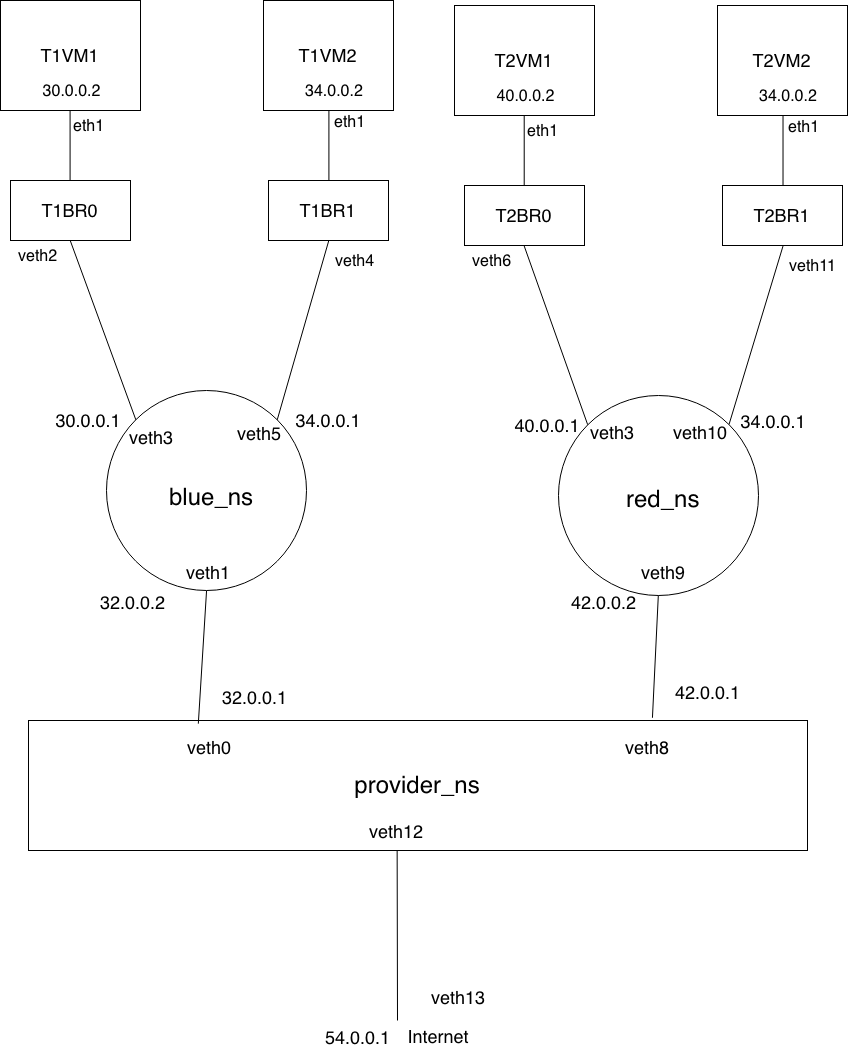 T1VM1
30.0.0.2
T1VM2
34.0.0.2
T2VM1
40.0.0.2
T2VM2
34.0.0.2
eth1
eth1
eth1
eth1
T1BR0
T1BR1
T2BR0
T2BR1
veth2
veth4
veth6
veth11
30.0.0.1
veth3
veth5
34.0.0.1
40.0.0.1
veth3
veth10
34.0.0.1
blue_ns
red_ns
veth1
veth9
32.0.0.2
42.0.0.2
32.0.0.1
42.0.0.1
veth0
veth8
provider_ns
veth12
veth13
54.0.0.1 Internet